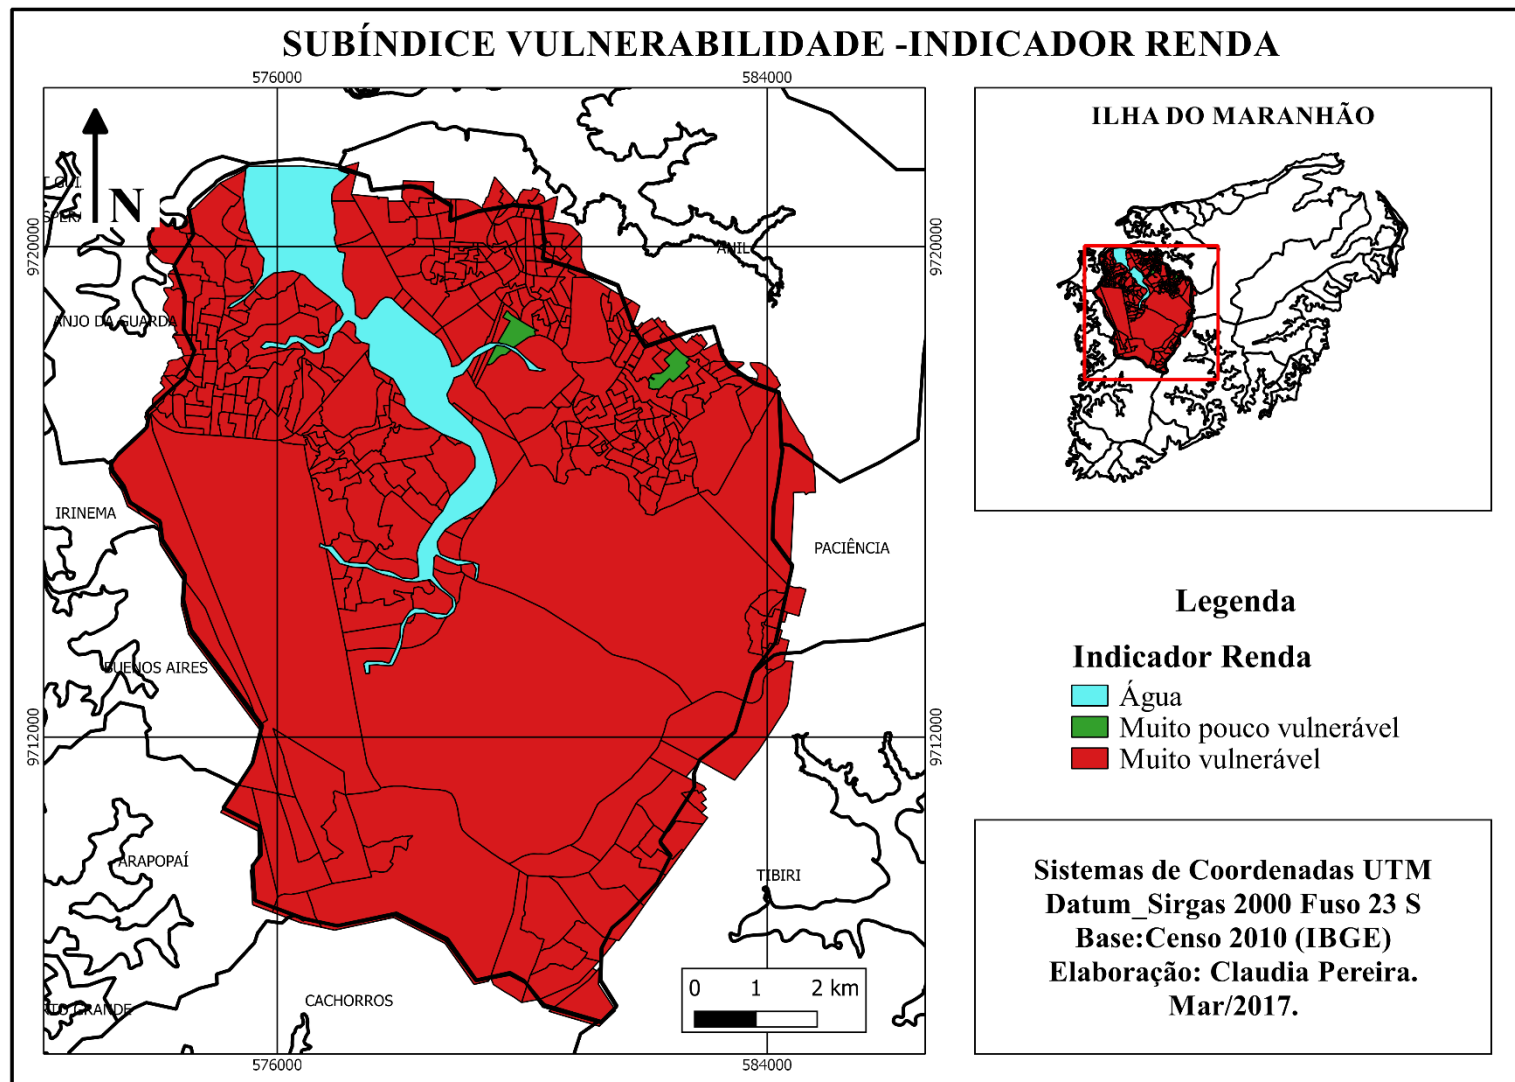 SUBÍNDICE VULNERABILIDADE -INDICADOR RENDA
576000
584000
ILHA DO MARANHÃO
N
9720000
9720000
ANIL
ANJO DA GUARDA
IRINEMA
PACIÊNCIA
Legenda
Indicador Renda
BUENOS AIRES
Água
Muito pouco vulnerável
Muito vulnerável
9712000
9712000
ARAPOPAÍ
TIBIRI
Sistemas de Coordenadas UTM
Datum_Sirgas 2000 Fuso 23 S
Base:Censo 2010 (IBGE)
Elaboração: Claudia Pereira.
Mar/2017.
0 1 2 km
CACHORROS
GRANDE
576000
584000